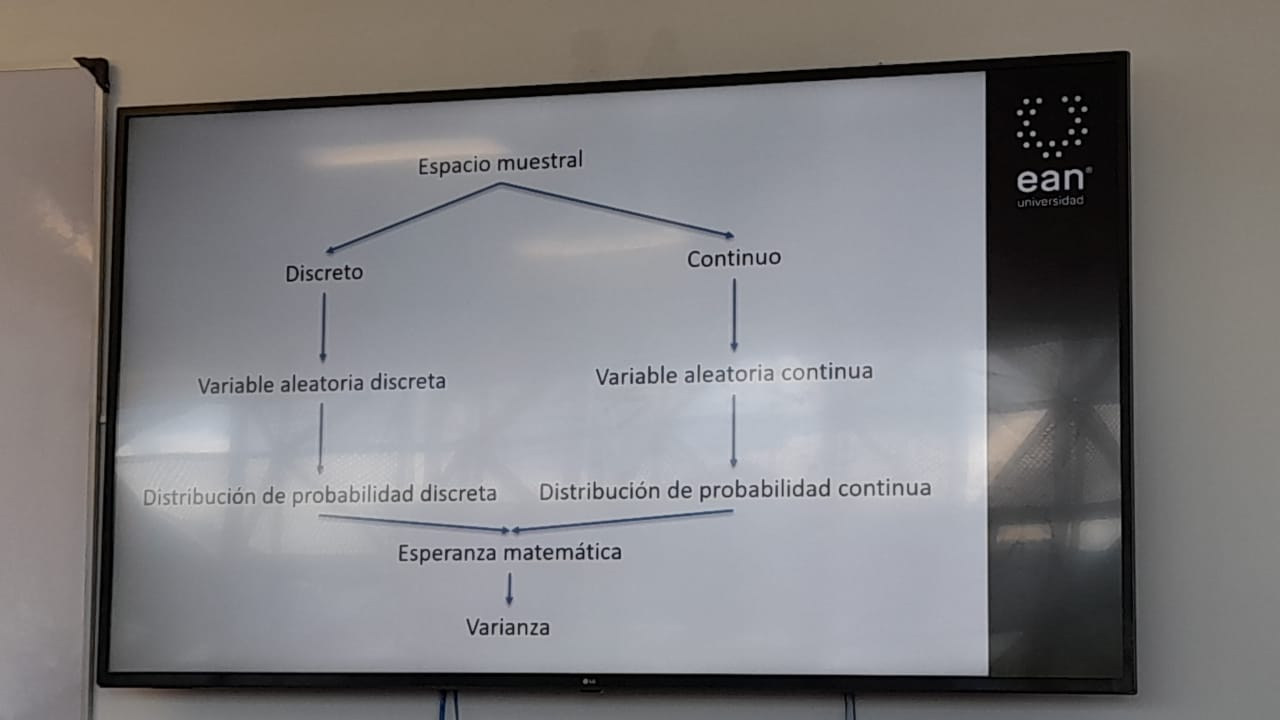 Espacio muestral
Discreto
Continuo
Variable aleatoria discreta
Variable aleatoria continua
Distribución de probabilidad discreta
Distribución de probabilidad continua
Esperanza matemática
Varianza
ean®
universidad
LG